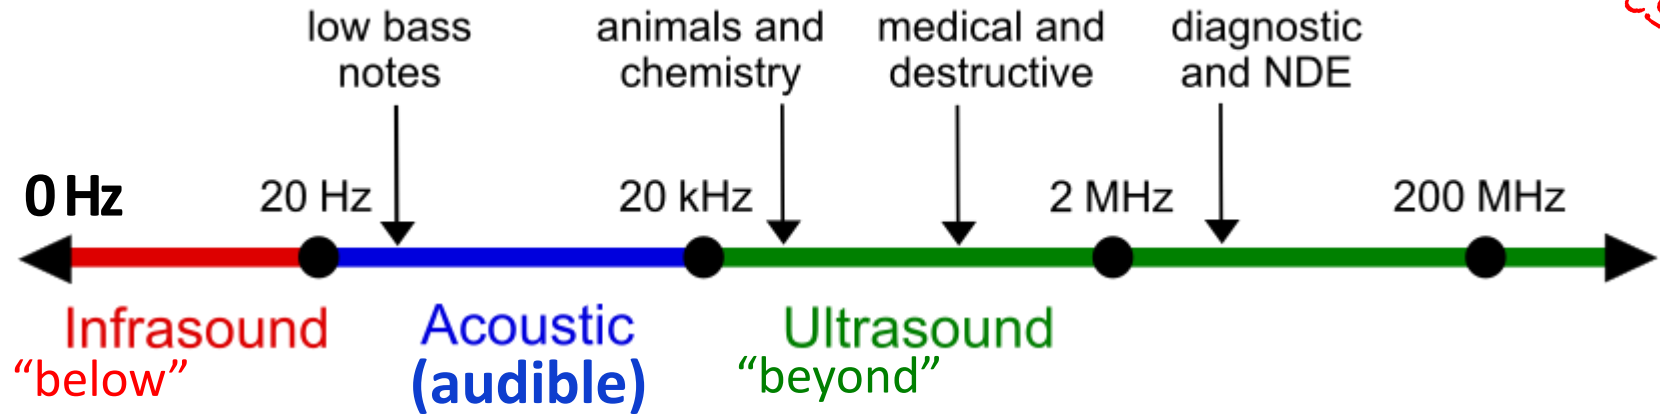 low bass
notes
animals and
chemistry
medical and
destructive
diagnostic
and NDE
0 Hz
20 Hz
20 kHz
2 MHz
200 MHz
Infrasound
Acoustic
Ultrasound
“below”
(audible)
“beyond”